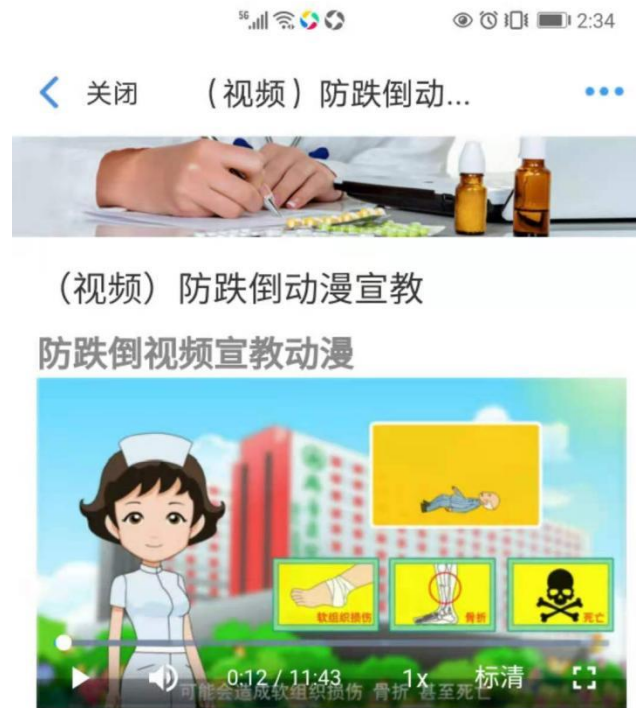 5G 2:34
关闭 （视频）防跌倒动...
（视频）防跌倒动漫宣教
防跌倒视频宣教动漫
软组织损伤 骨折 死亡
0:12 / 11:43 1x 标清
可能会造成软组织损伤 骨折 甚至死亡